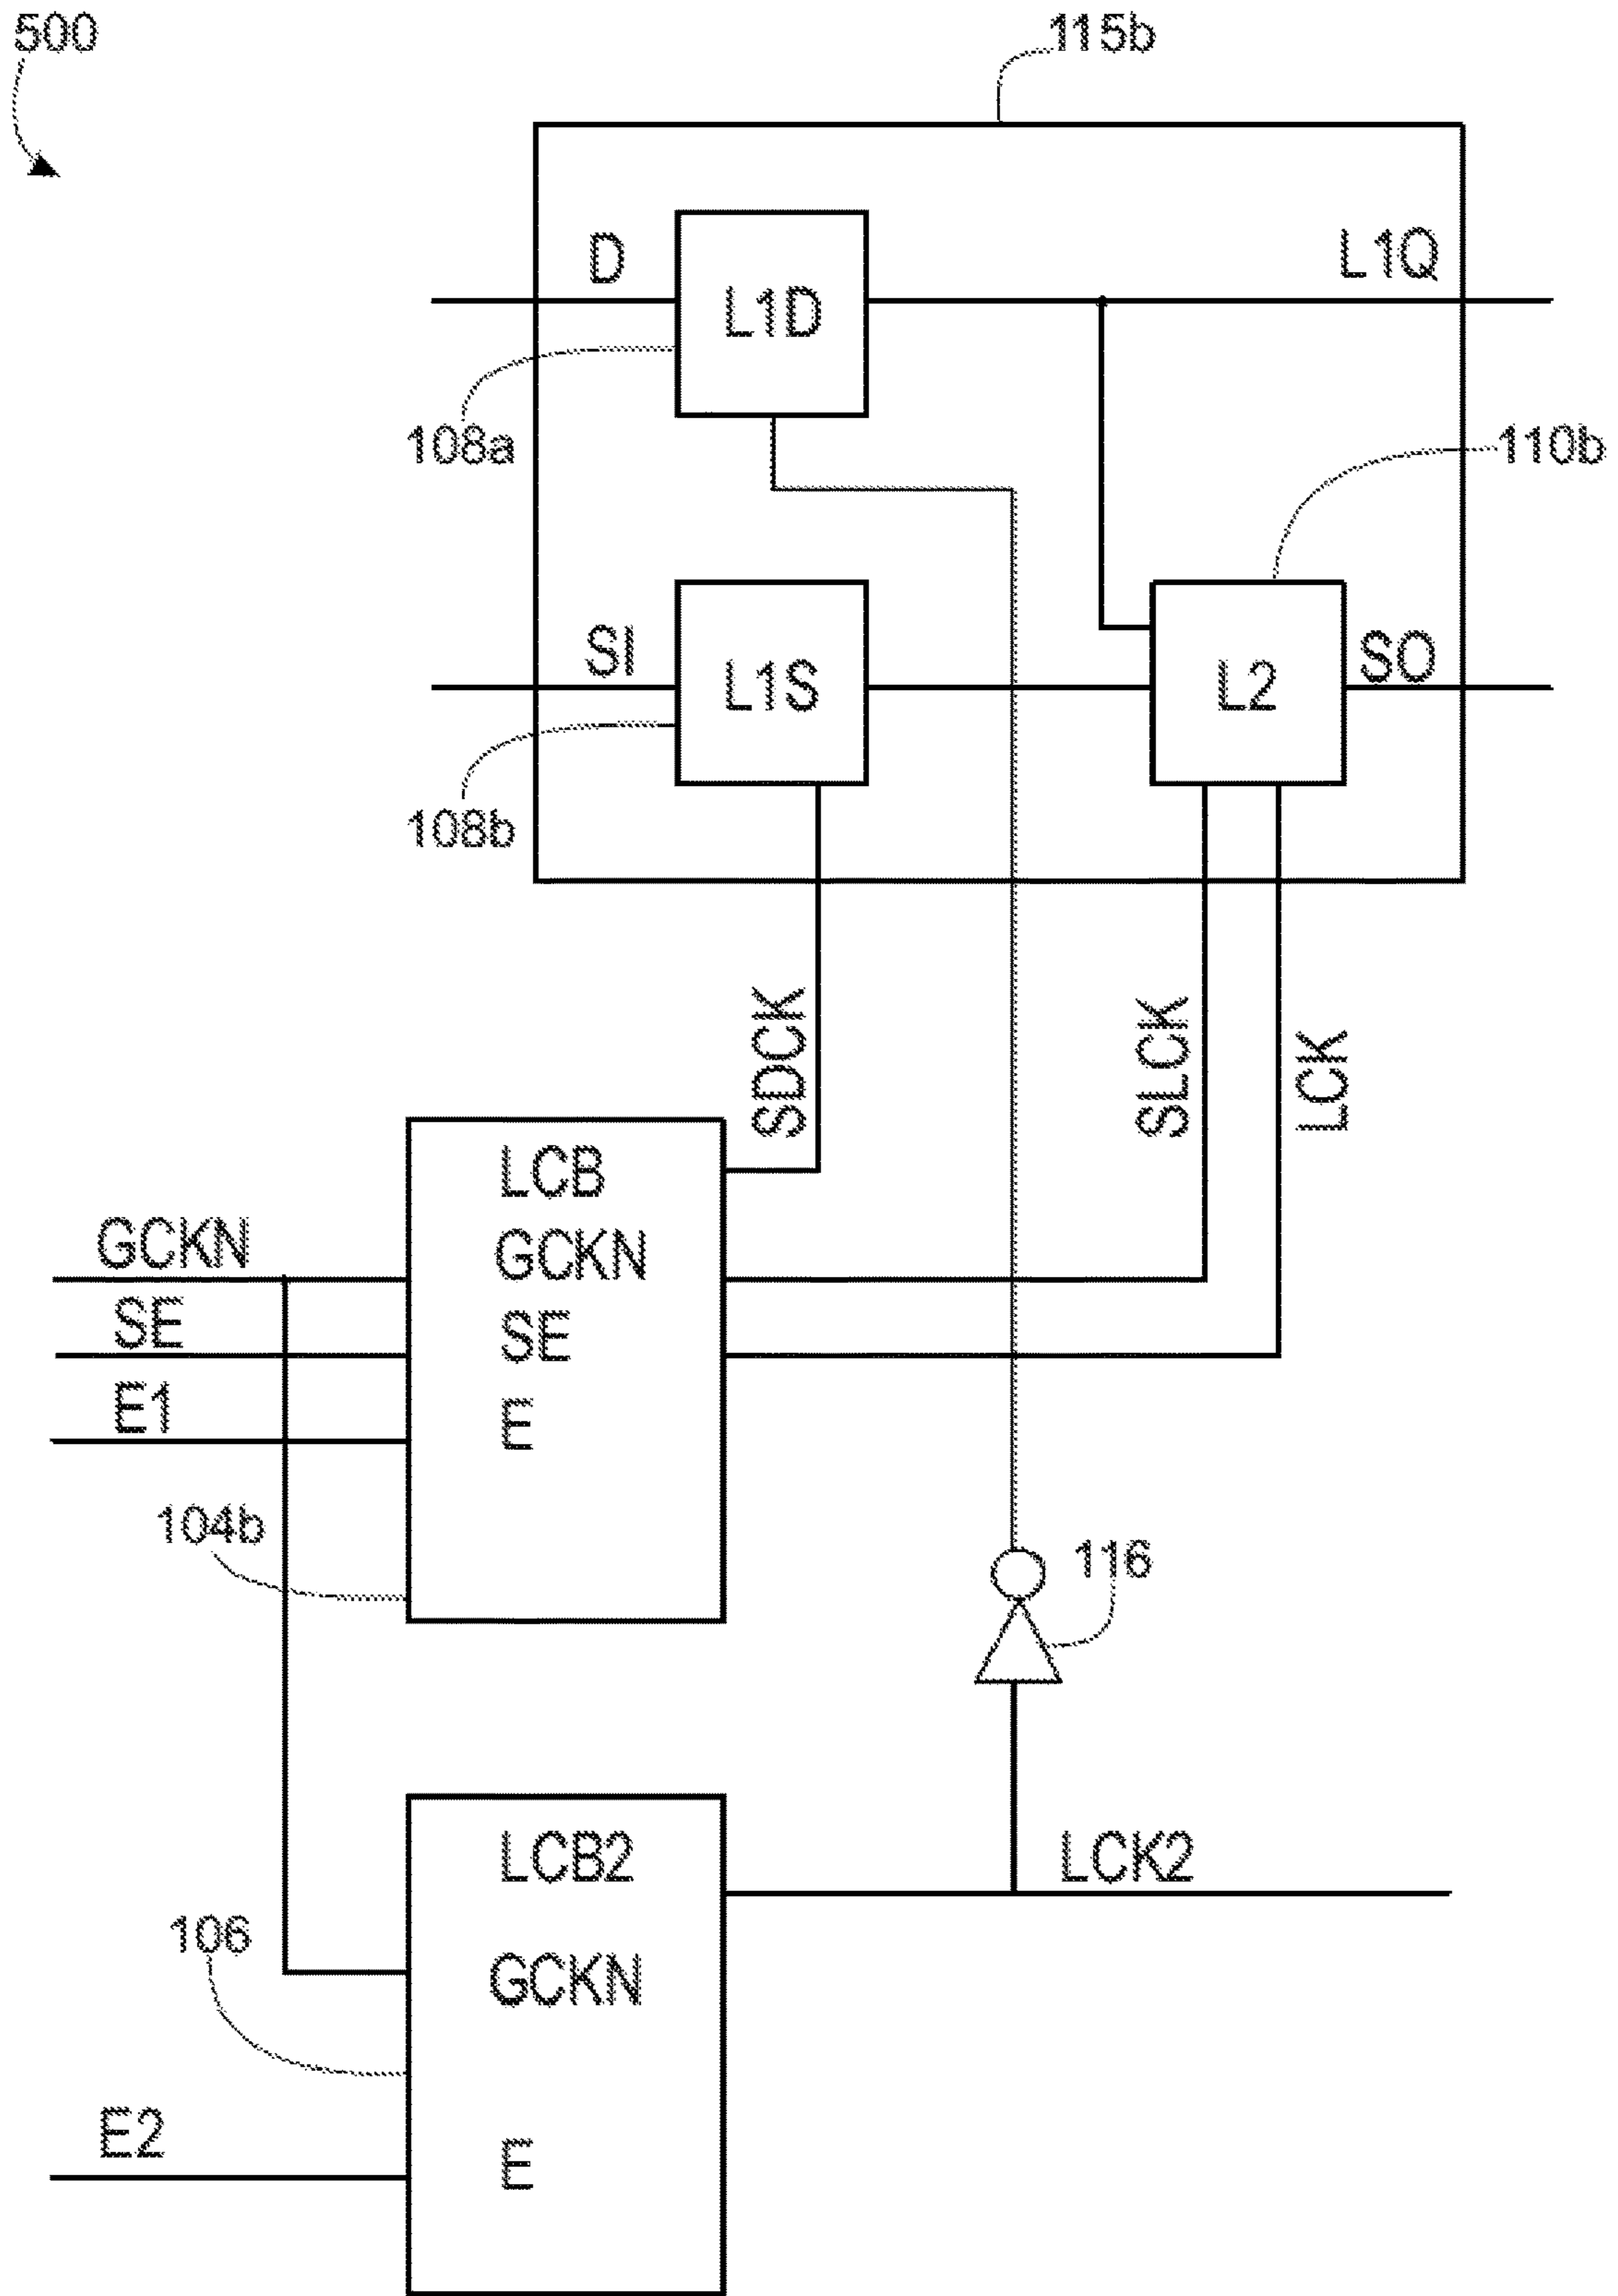 500
115b
D
L1D
L1Q
108a
110b
SI
L1S
L2
SO
108b
SDCK
SLCK
LCK
LCB
GCKN
GCKN
SE
SE
E1
E
104b
116
LCB2
LCK2
106
GCKN
E2
E